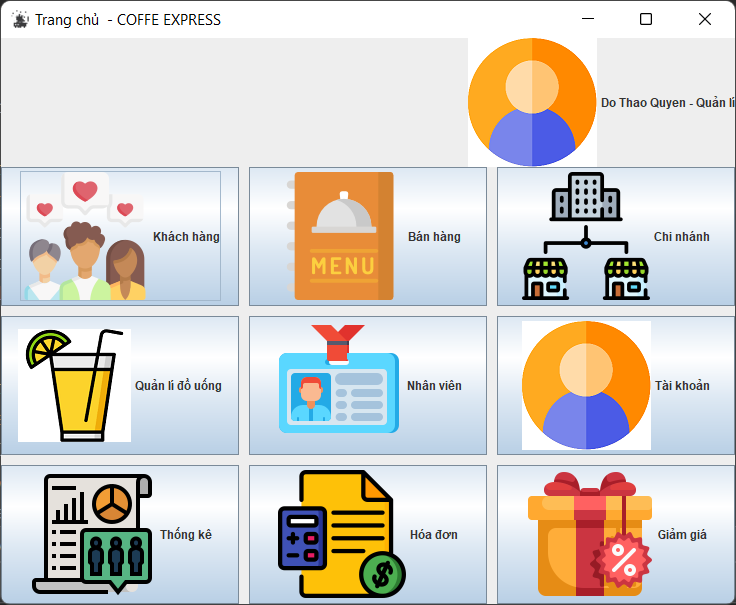 Trang chủ - COFFE EXPRESS
Do Thao Quyen - Quản lí
Khách hàng
MENU
Bán hàng
Chi nhánh
Quản lí đồ uống
Nhân viên
Tài khoản
Thống kê
Hóa đơn
Giảm giá